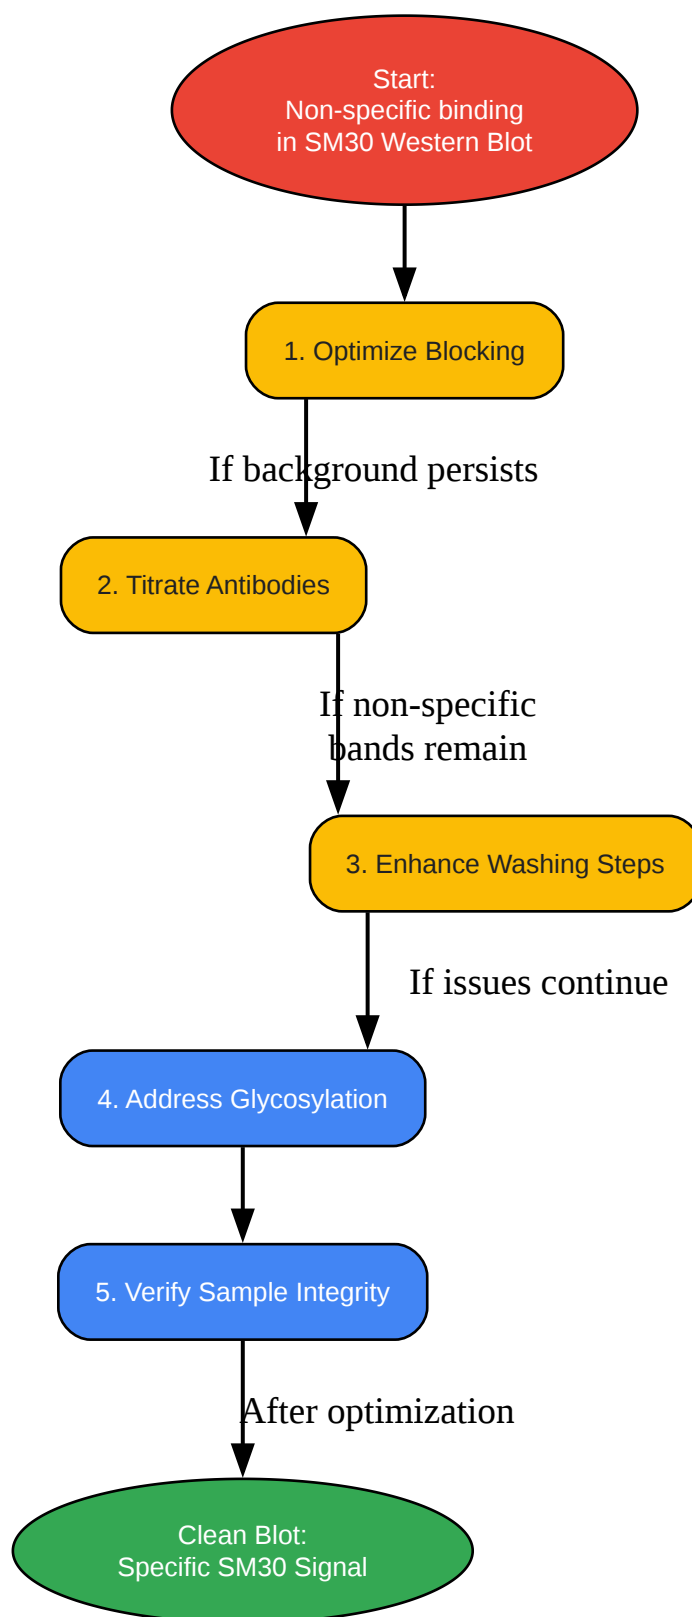 Start:
Non-specific binding
in SM30 Western Blot
1. Optimize Blocking
If background persists
2. Titrate Antibodies
If non-specific
bands remain
3. Enhance Washing Steps
If issues continue
4. Address Glycosylation
5. Verify Sample Integrity
After optimization
Clean Blot:
Specific SM30 Signal